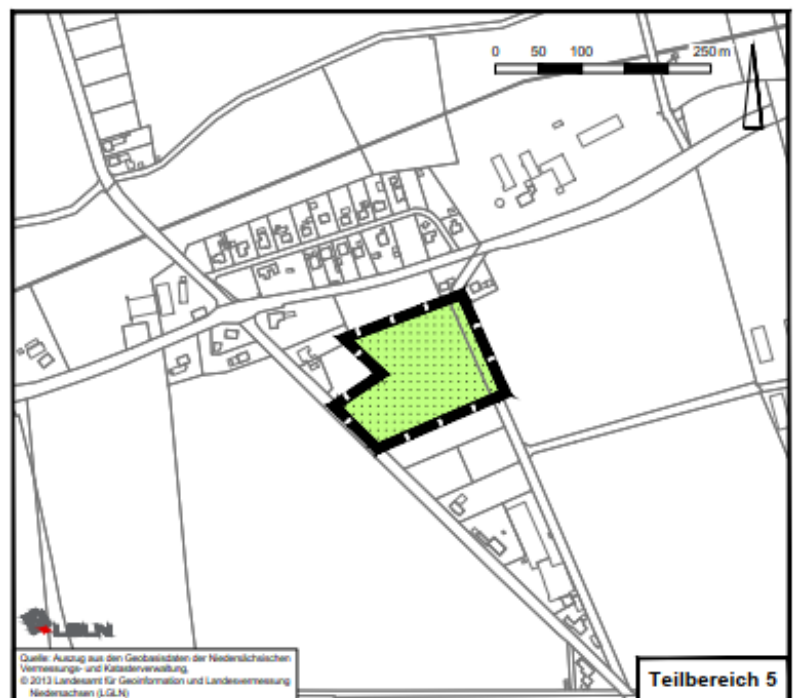 0 50 100 250 m
LGLN
Quelle: Auszug aus den Geobasisdaten der Niedersächsischen
Vermessungs- und Katasterverwaltung,
© 2013 Landesamt für Geoinformation und Landesvermessung
Niedersachsen (LGLN)
Teilbereich 5